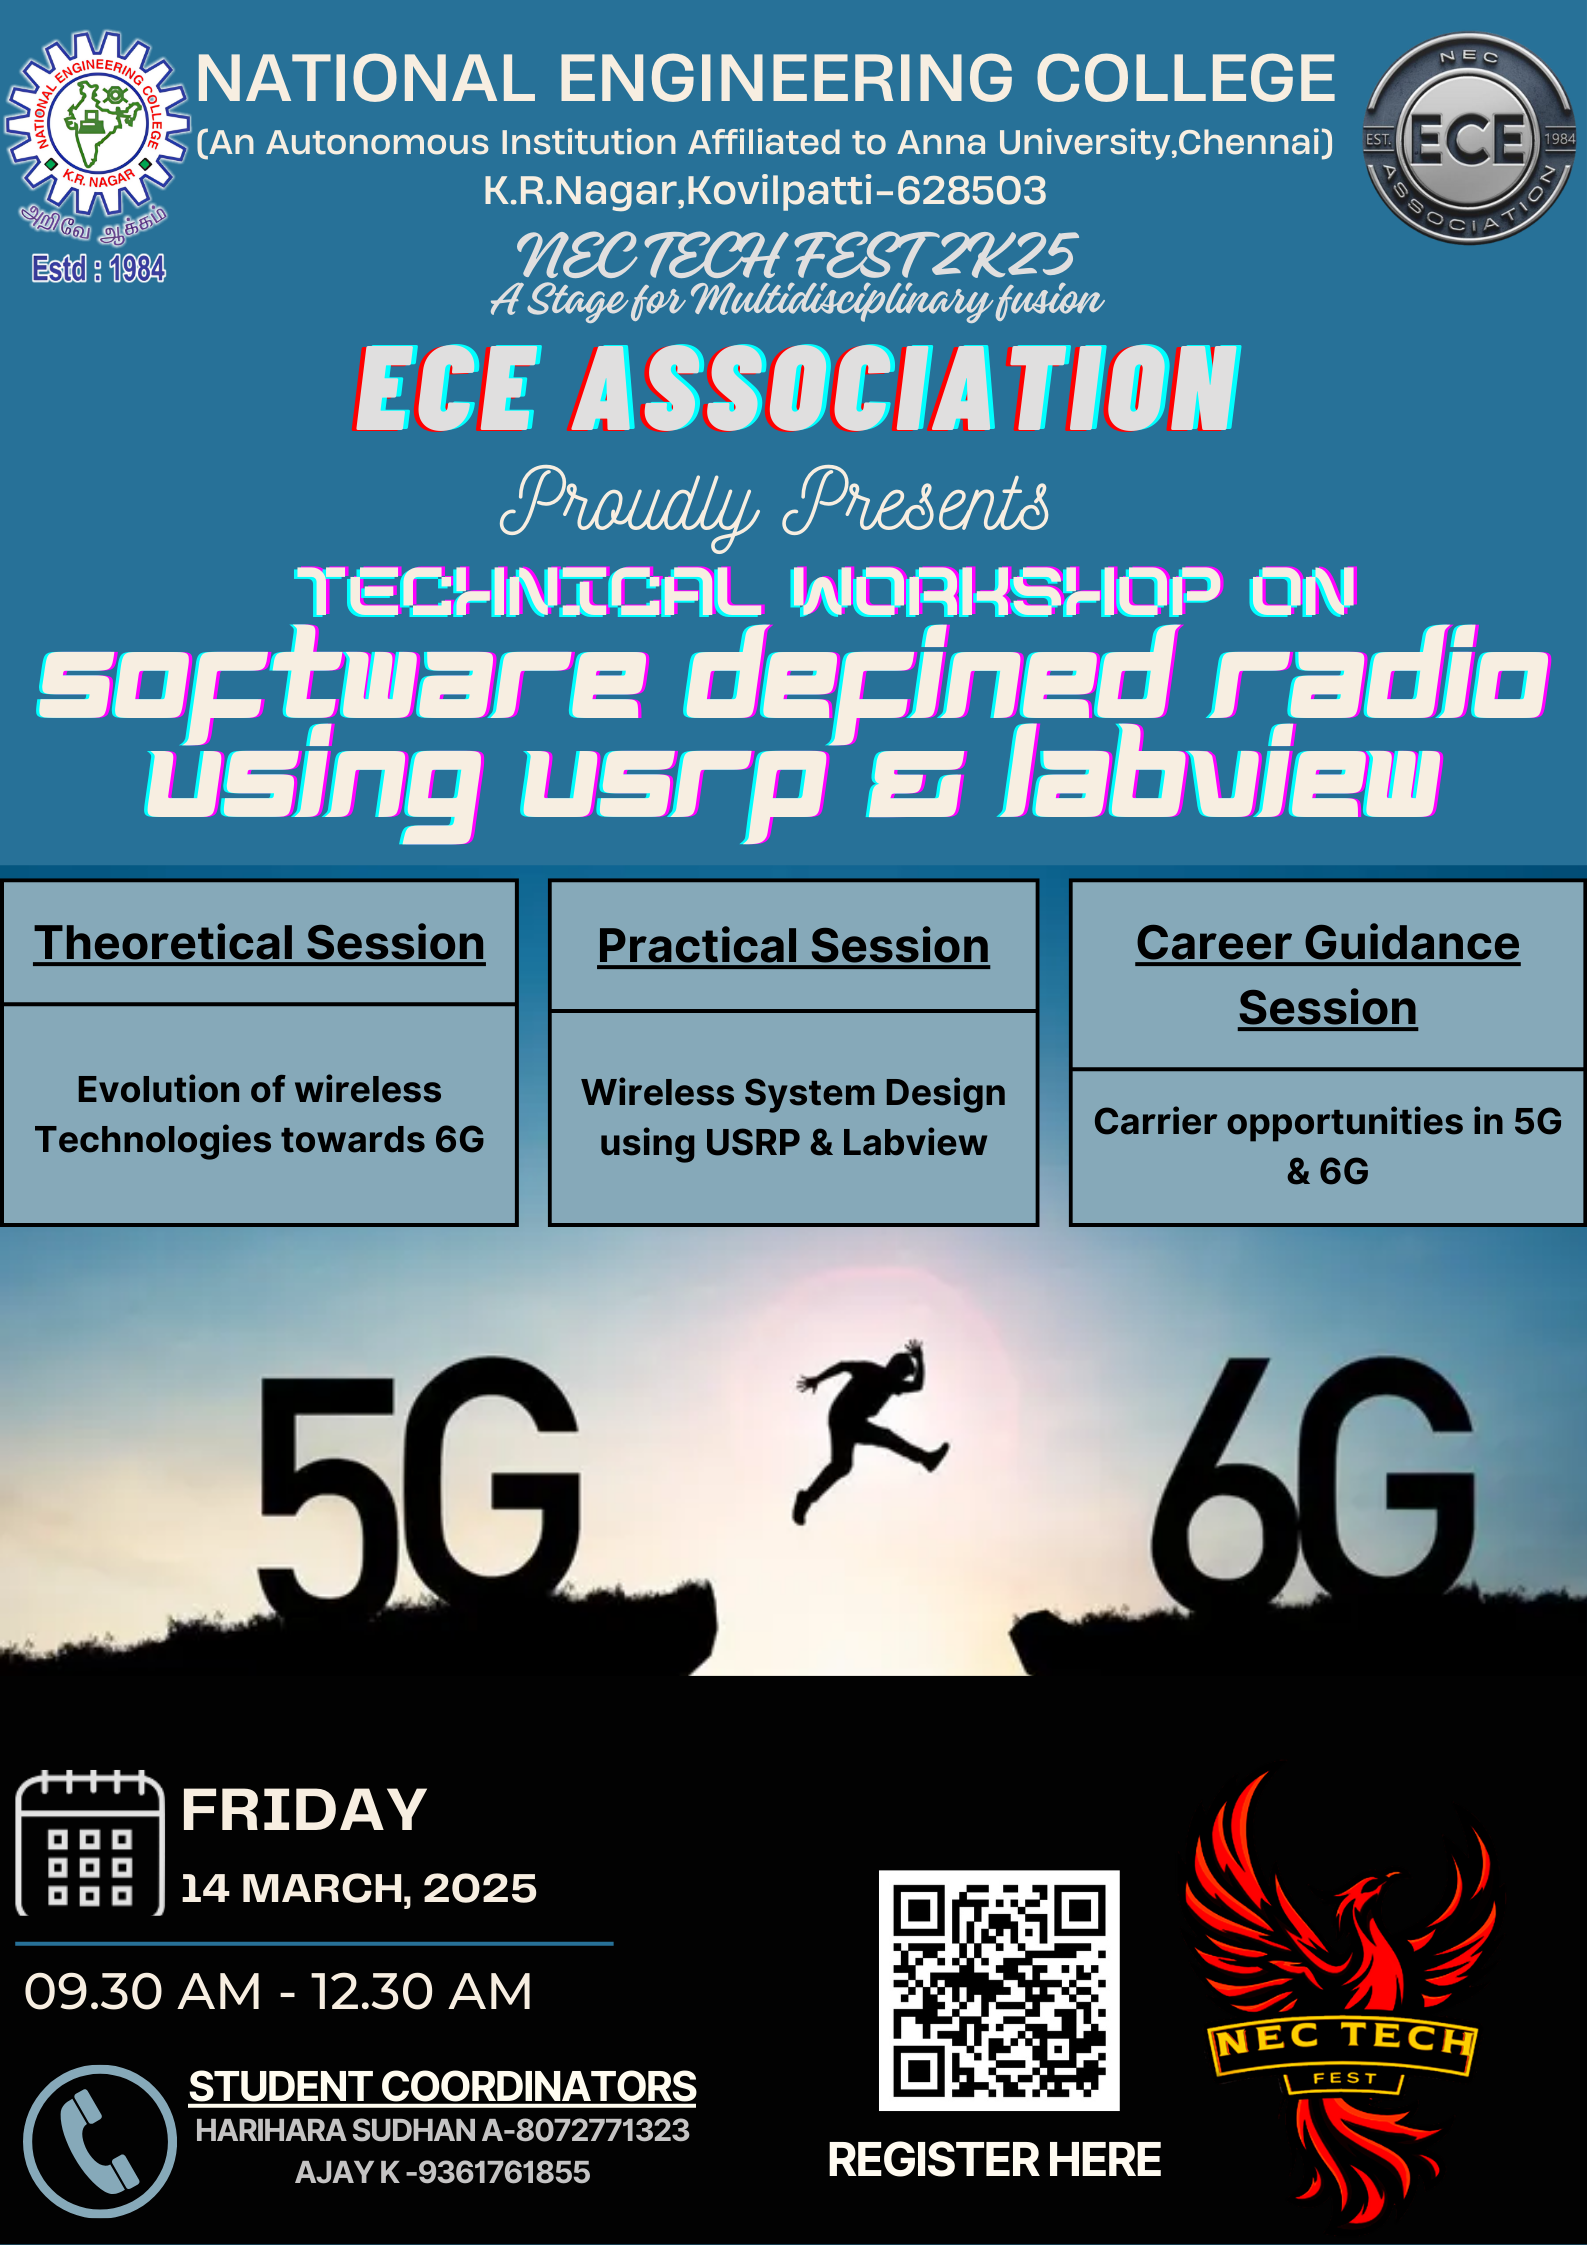 NATIONAL ENGINEERING COLLEGE
(An Autonomous Institution Affiliated to Anna University,Chennai)
K.R.Nagar,Kovilpatti-628503
NATIONAL ENGINEERING COLLEGE
K.R. NAGAR
அறிவே ஆக்கம்
Estd : 1984
NEC
EST.
ECE
1984
ASSOCIATION
NEC TECH FEST 2K25
A Stage for Multidisciplinary fusion
ECE ASSOCIATION
Proudly Presents
TECHNICAL WORKSHOP ON
software defined radio
using usrp & labview
Theoretical Session
Evolution of wireless
Technologies towards 6G
Practical Session
Wireless System Design
using USRP & Labview
Career Guidance
Session
Carrier opportunities in 5G
& 6G
5G
6G
FRIDAY
14 MARCH, 2025
09.30 AM - 12.30 AM
STUDENT COORDINATORS
HARIHARA SUDHAN A-8072771323
AJAY K -9361761855
REGISTER HERE
NEC TECH
FEST